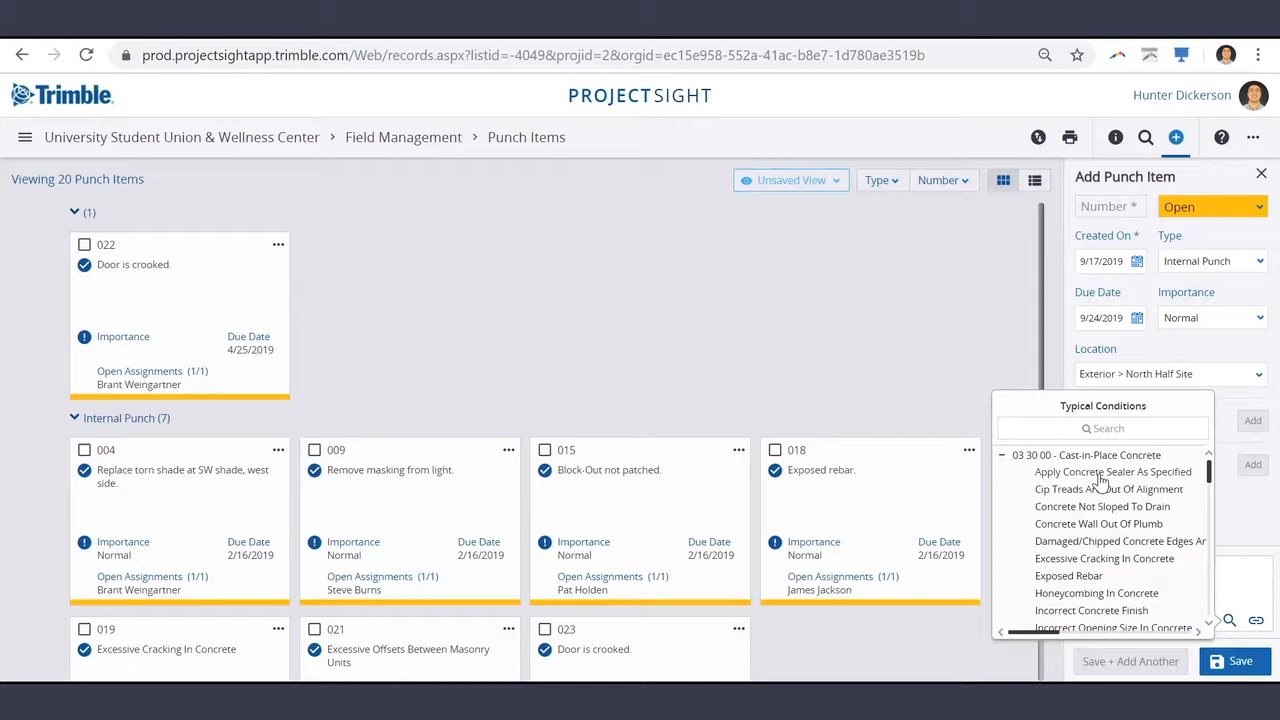 prod.projectsightapp.trimble.com/Web/records.aspx?listid=-4049&projid=2&orgid=ec15e958-552a-41ac-b8e7-1d780ae3519b
Trimble
PROJECTSIGHT
Hunter Dickerson
University Student Union & Wellness Center > Field Management > Punch Items
Viewing 20 Punch Items
Unsaved View
Type
Number
Add Punch Item
Number *
Open
Created On *
Type
9/17/2019
Internal Punch
Due Date
Importance
9/24/2019
Normal
Location
Exterior > North Half Site
Add
Add
Save + Add Another
Save
(1)
022
Door is crooked.
Importance
Due Date
4/25/2019
Open Assignments (1/1)
Brant Weingartner
Internal Punch (7)
004
Replace torn shade at SW shade, west
side.
Importance
Due Date
Normal
2/16/2019
Open Assignments (1/1)
Brant Weingartner
009
Remove masking from light.
Importance
Due Date
Normal
2/16/2019
Open Assignments (1/1)
Steve Burns
015
Block-Out not patched.
Importance
Due Date
Normal
2/16/2019
Open Assignments (1/1)
Pat Holden
018
Exposed rebar.
Importance
Due Date
Normal
2/16/2019
Open Assignments (1/1)
James Jackson
019
Excessive Cracking In Concrete
021
Excessive Offsets Between Masonry
Units
023
Door is crooked.
Typical Conditions
Search
03 30 00 - Cast-in-Place Concrete
Apply Concrete Sealer As Specified
Cip Treads Out Of Alignment
Concrete Not Sloped To Drain
Concrete Wall Out Of Plumb
Damaged/Chipped Concrete Edges Ar
Excessive Cracking In Concrete
Exposed Rebar
Honeycombing In Concrete
Incorrect Concrete Finish
Incorrect Opening Size In Concrete